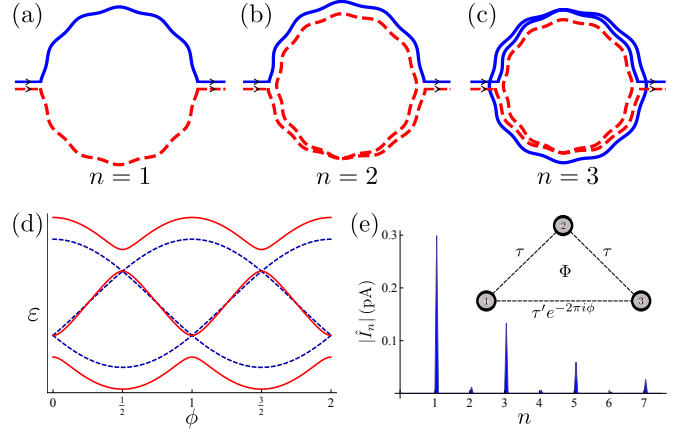 (a)
(b)
(c)
n = 1
n = 2
n = 3
(d)
ε
0
1/2
1
3/2
2
ϕ
(e)
|Î_n| (pA)
0.3
0.2
0.1
1 2 3 4 5 6 7
n
2
τ τ
Φ
1 3
τ′e^{−2πiϕ}